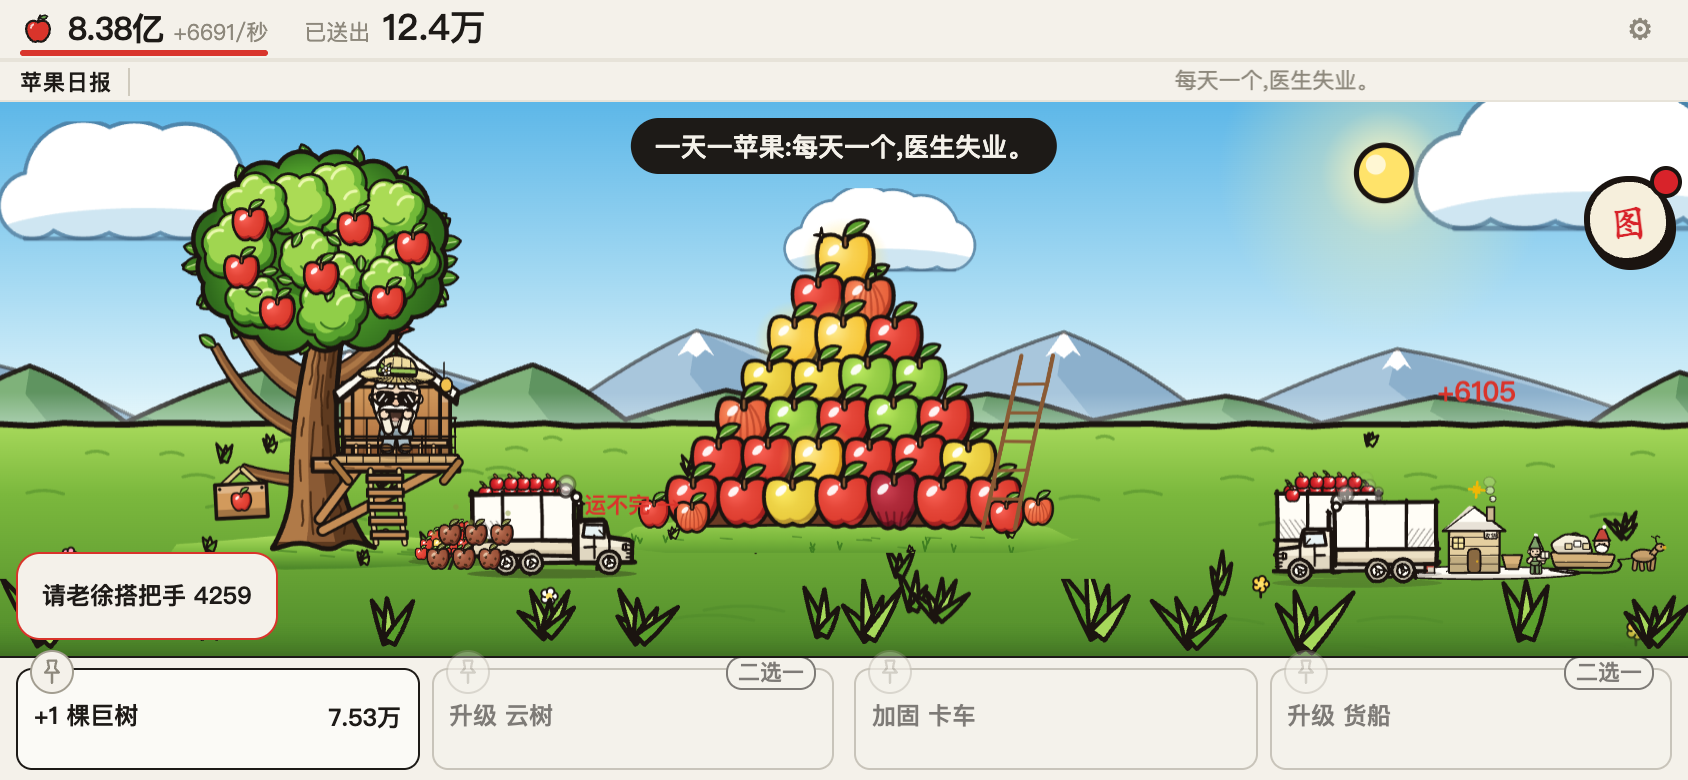 8.38亿 +6691/秒 已送出 12.4万
苹果日报
每天一个,医生失业。
一天一苹果:每天一个,医生失业。
图
+6105
运不完
请老徐搭把手 4259
+1 棵巨树 7.53万
二选一
升级 云树
加固 卡车
二选一
升级 货船